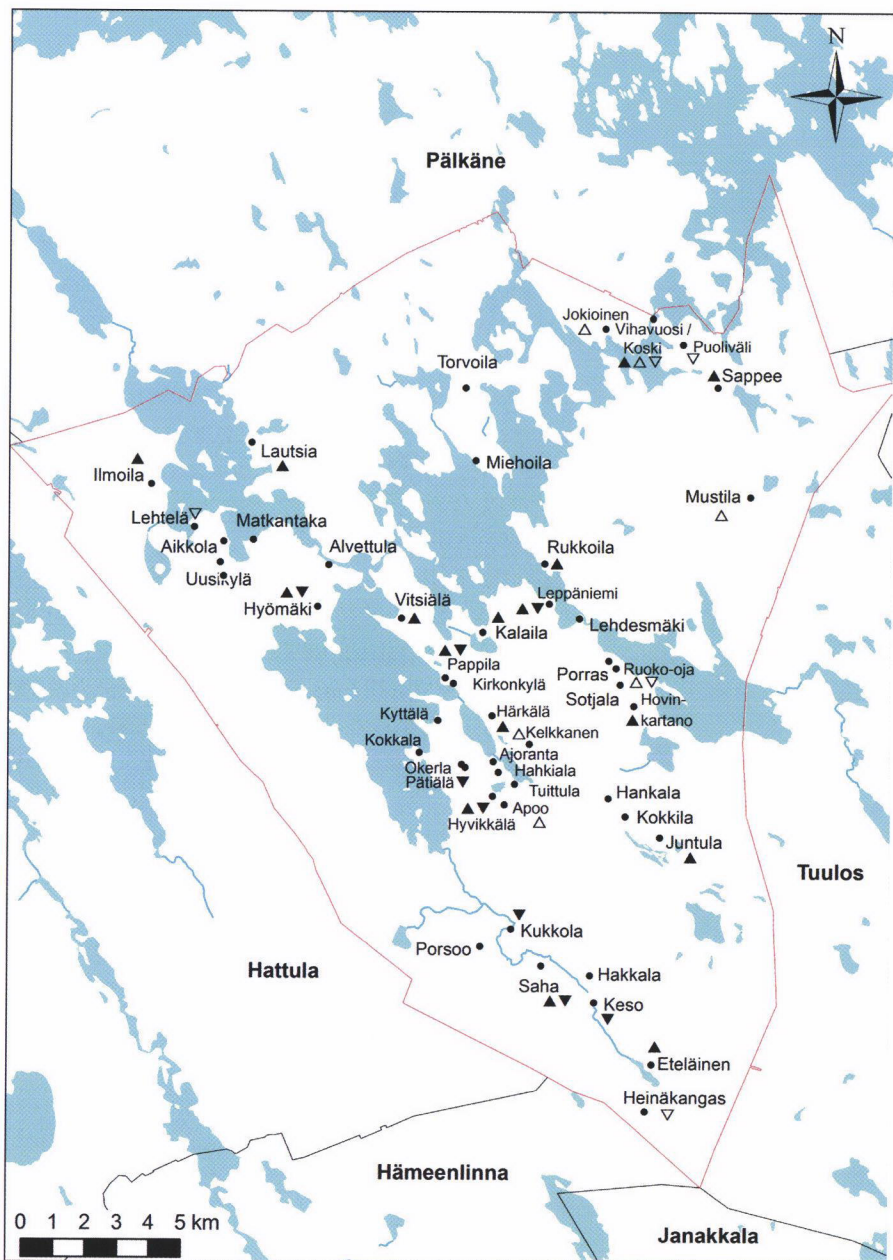 N
Pälkäne
Jokioinen
Vihavuosi /
Koski
Puoliväli
Sappee
Torvoila
Lautsia
Ilmoila
Miehoila
Mustila
Lehtelä
Matkantaka
Aikkola
Alvettula
Rukkoila
Uusikylä
Hyömäki
Vitsiälä
Leppäniemi
Kalaila
Lehdesmäki
Pappila
Porras
Ruoko-oja
Kirkonkylä
Sotjala
Hovin-
kartano
Kyttälä
Härkälä
Kelkkanen
Kokkala
Ajoranta
Okerla
Hahkiala
Pätiälä
Tuittula
Hankala
Apoo
Hyvikkälä
Kokkila
Juntula
Tuulos
Kukkola
Porsoo
Hattula
Saha
Hakkala
Keso
Eteläinen
Heinäkangas
Hämeenlinna
0 1 2 3 4 5 km
Janakkala